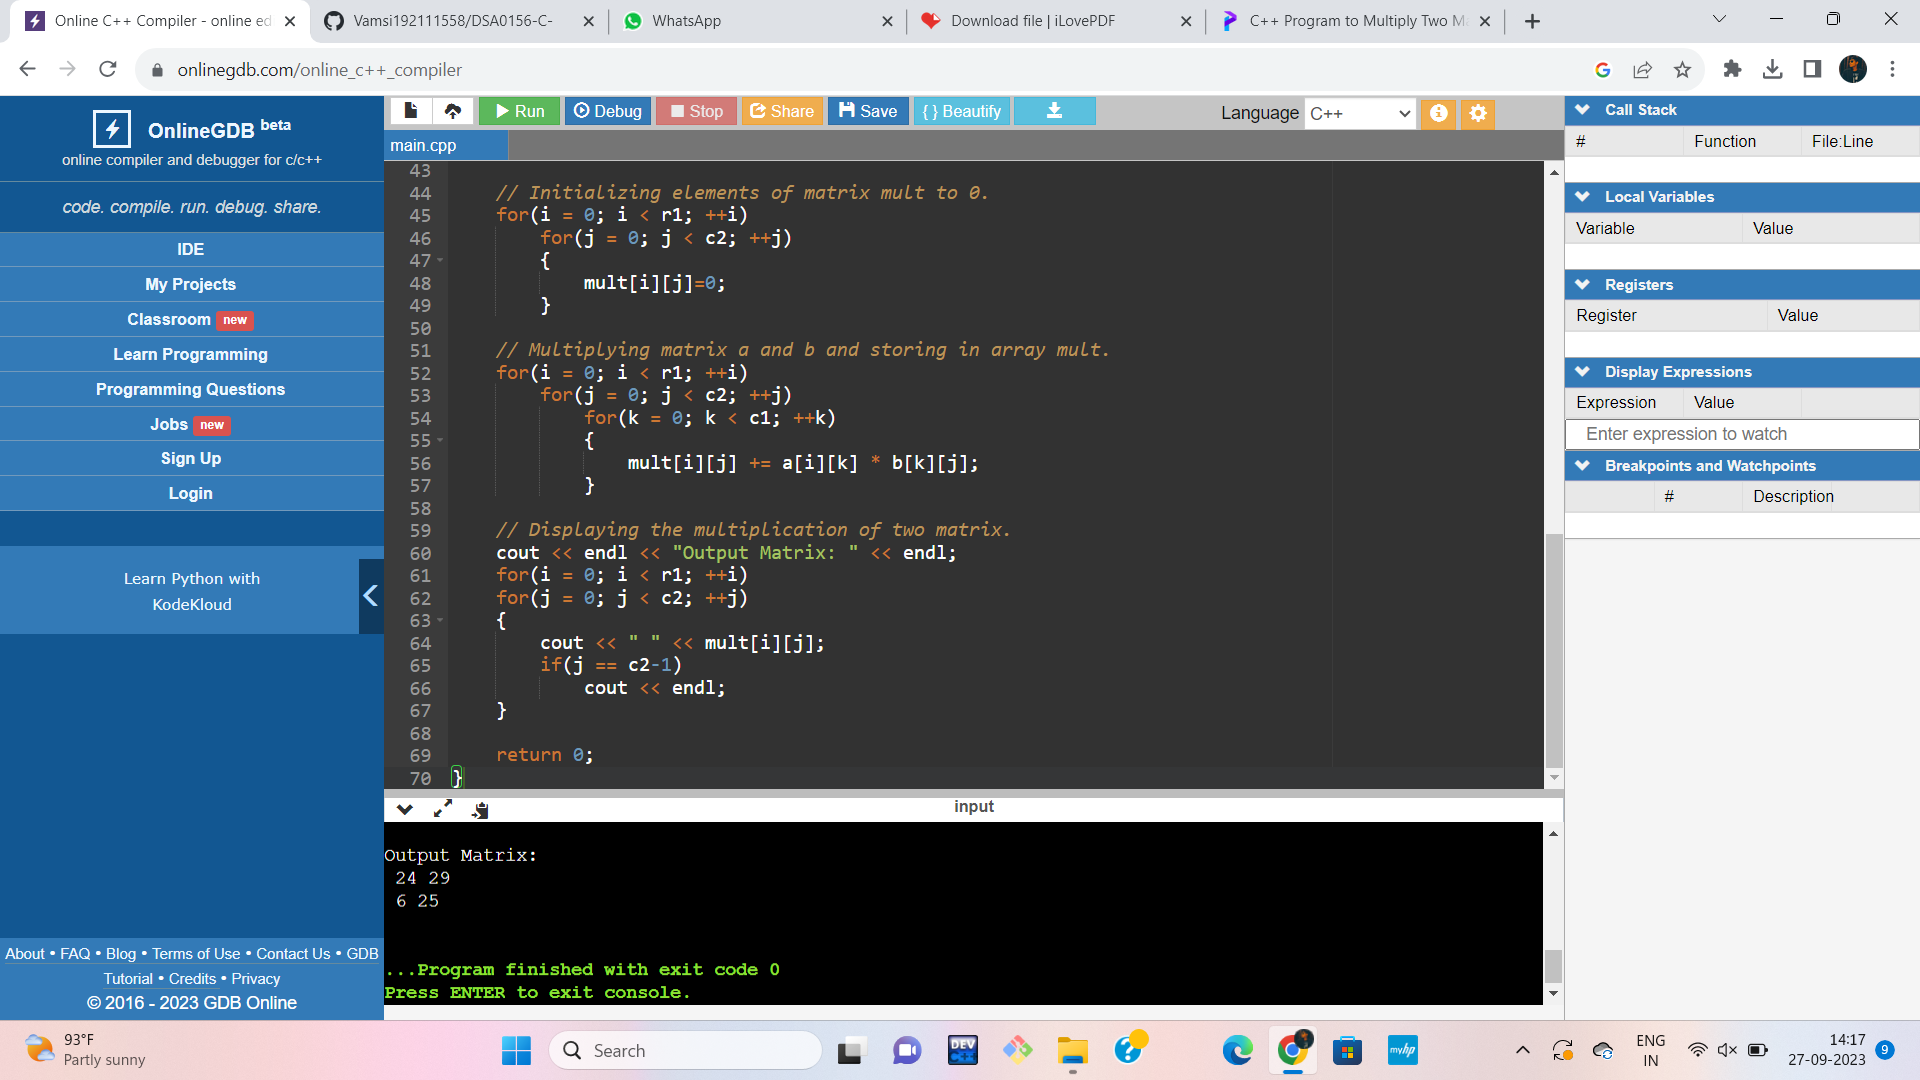 Online C++ Compiler - online ed
Vamsi192111558/DSA0156-C-
WhatsApp
Download file | iLovePDF
C++ Program to Multiply Two M
onlinegdb.com/online_c++_compiler
OnlineGDB beta
online compiler and debugger for c/c++
code. compile. run. debug. share.
IDE
My Projects
Classroom new
Learn Programming
Programming Questions
Jobs new
Sign Up
Login
Learn Python with
KodeKloud
About • FAQ • Blog • Terms of Use • Contact Us • GDB
Tutorial • Credits • Privacy
© 2016 - 2023 GDB Online
Run Debug Stop Share Save { } Beautify
Language C++
main.cpp
43
44 // Initializing elements of matrix mult to 0.
45 for(i = 0; i < r1; ++i)
46 for(j = 0; j < c2; ++j)
47 {
48 mult[i][j]=0;
49 }
50
51 // Multiplying matrix a and b and storing in array mult.
52 for(i = 0; i < r1; ++i)
53 for(j = 0; j < c2; ++j)
54 for(k = 0; k < c1; ++k)
55 {
56 mult[i][j] += a[i][k] * b[k][j];
57 }
58
59 // Displaying the multiplication of two matrix.
60 cout << endl << "Output Matrix: " << endl;
61 for(i = 0; i < r1; ++i)
62 for(j = 0; j < c2; ++j)
63 {
64 cout << " " << mult[i][j];
65 if(j == c2-1)
66 cout << endl;
67 }
68
69 return 0;
70 }
input
Output Matrix:
24 29
6 25
...Program finished with exit code 0
Press ENTER to exit console.
Call Stack
# Function File:Line
Local Variables
Variable Value
Registers
Register Value
Display Expressions
Expression Value
Enter expression to watch
Breakpoints and Watchpoints
# Description
93°F
Partly sunny
Search
DEV
C++
myhp
ENG
IN
14:17
27-09-2023
9